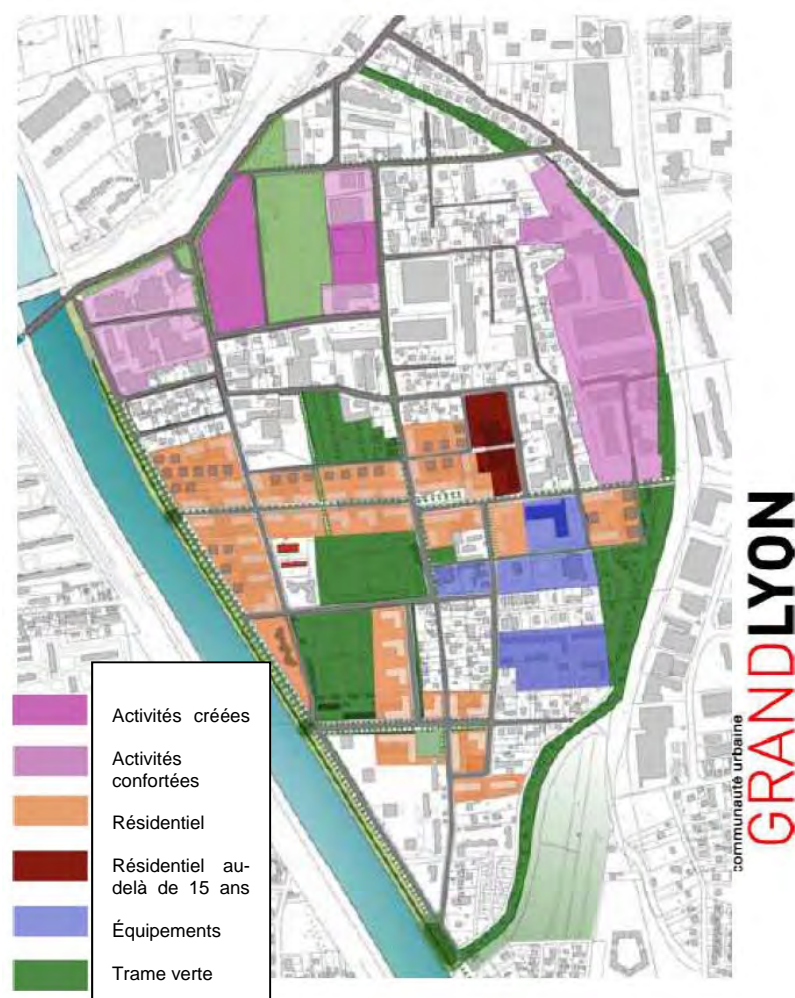 Activités créées
Activités
confortées
Résidentiel
Résidentiel au-
delà de 15 ans
Équipements
Trame verte
communauté urbaine
GRANDLYON